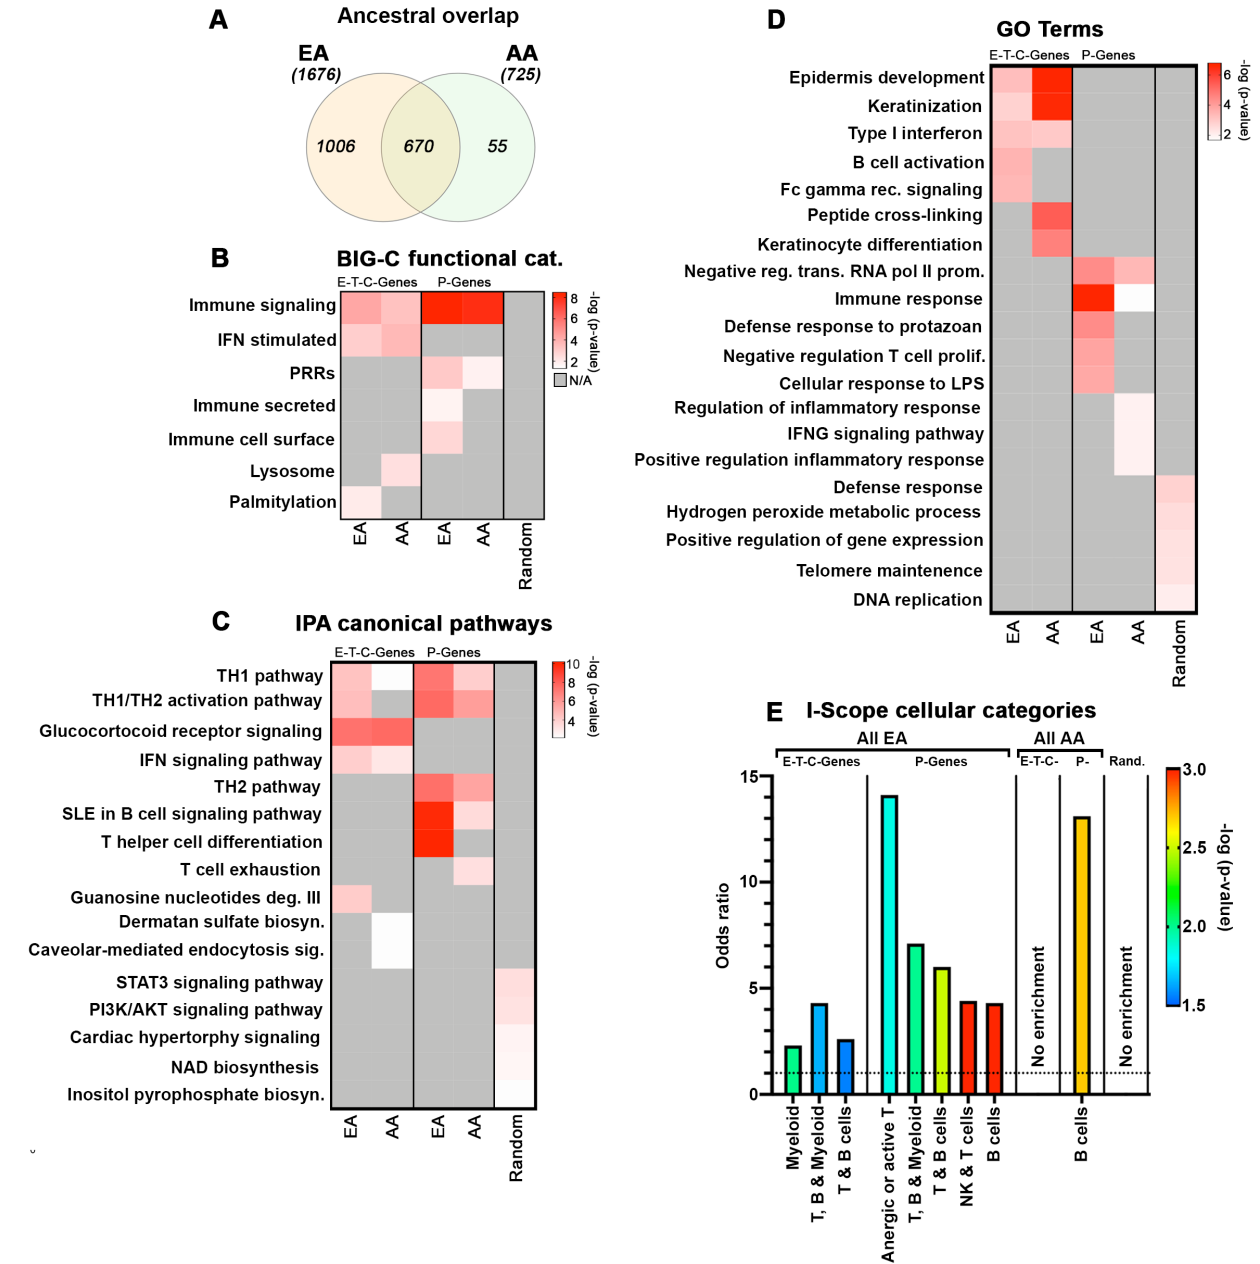 A
Ancestral overlap
EA
(1676)
AA
(725)
1006
670
55
B
BIG-C functional cat.
E-T-C-Genes
P-Genes
Immune signaling
IFN stimulated
PRRs
Immune secreted
Immune cell surface
Lysosome
Palmitylation
EA
AA
EA
AA
Random
8
6
4
2
N/A
-log (p-value)
C
IPA canonical pathways
E-T-C-Genes
P-Genes
TH1 pathway
TH1/TH2 activation pathway
Glucocortocoid receptor signaling
IFN signaling pathway
TH2 pathway
SLE in B cell signaling pathway
T helper cell differentiation
T cell exhaustion
Guanosine nucleotides deg. III
Dermatan sulfate biosyn.
Caveolar-mediated endocytosis sig.
STAT3 signaling pathway
PI3K/AKT signaling pathway
Cardiac hypertorphy signaling
NAD biosynthesis
Inositol pyrophosphate biosyn.
EA
AA
EA
AA
Random
10
8
6
4
-log (p-value)
D
GO Terms
E-T-C-Genes
P-Genes
Epidermis development
Keratinization
Type I interferon
B cell activation
Fc gamma rec. signaling
Peptide cross-linking
Keratinocyte differentiation
Negative reg. trans. RNA pol II prom.
Immune response
Defense response to protazoan
Negative regulation T cell prolif.
Cellular response to LPS
Regulation of inflammatory response
IFNG signaling pathway
Positive regulation inflammatory response
Defense response
Hydrogen peroxide metabolic process
Positive regulation of gene expression
Telomere maintenence
DNA replication
EA
AA
EA
AA
Random
6
4
2
-log (p-value)
E
I-Scope cellular categories
All EA
All AA
E-T-C-Genes
P-Genes
E-T-C-
P-
Rand.
Odds ratio
15
10
5
0
No enrichment
No enrichment
Myeloid
T, B & Myeloid
T & B cells
Anergic or active T
T, B & Myeloid
T & B cells
NK & T cells
B cells
B cells
3.0
2.5
2.0
1.5
-log (p-value)